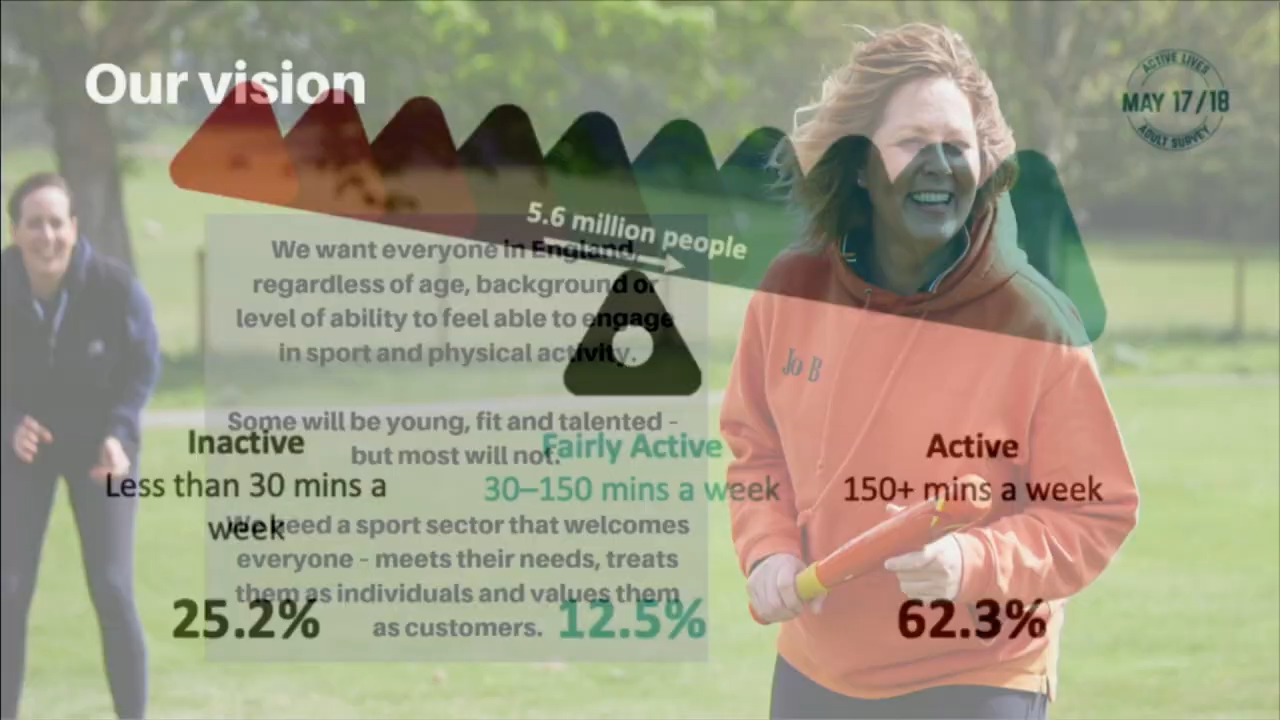 Our vision
ACTIVE LIVES
MAY 17/18
ADULT SURVEY
5.6 million people
We want everyone in England,
regardless of age, background or
level of ability to feel able to engage
in sport and physical activity.
Some will be young, fit and talented -
but most will not.
We need a sport sector that welcomes
everyone - meets their needs, treats
them as individuals and values them
as customers.
Jo B
Inactive
Less than 30 mins a
week
25.2%
Fairly Active
30–150 mins a week
12.5%
Active
150+ mins a week
62.3%